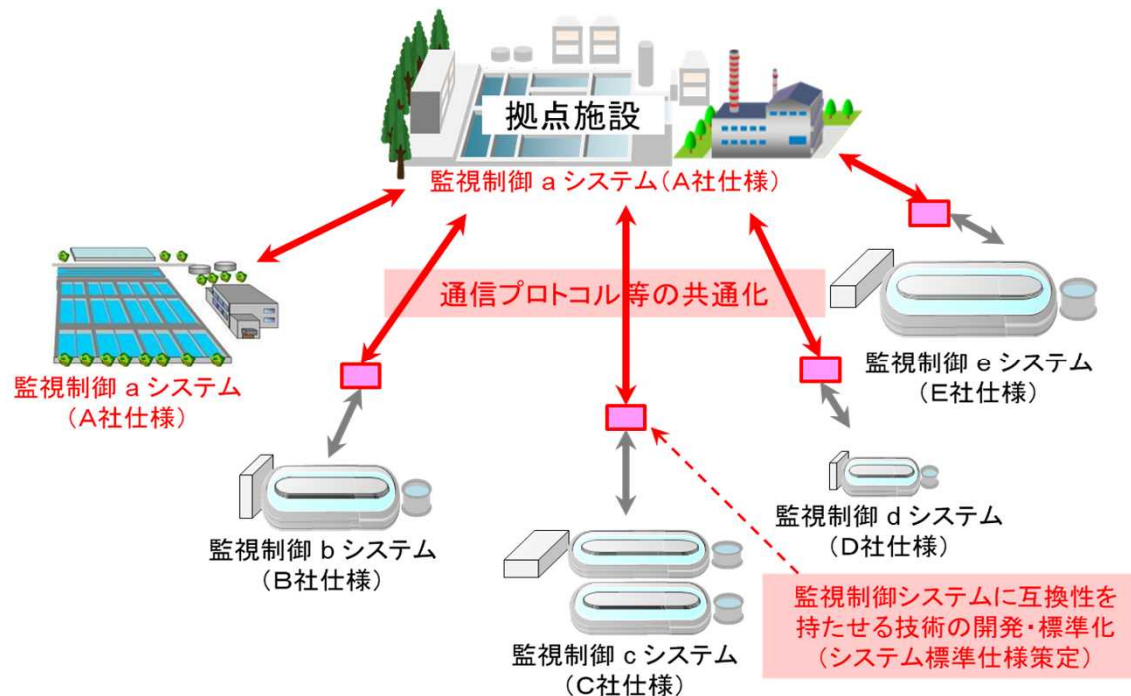 拠点施設
監視制御 a システム(A社仕様)
通信プロトコル等の共通化
監視制御 a システム
(A社仕様)
監視制御 b システム
(B社仕様)
監視制御 c システム
(C社仕様)
監視制御 d システム
(D社仕様)
監視制御 e システム
(E社仕様)
監視制御システムに互換性を
持たせる技術の開発・標準化
(システム標準仕様策定)